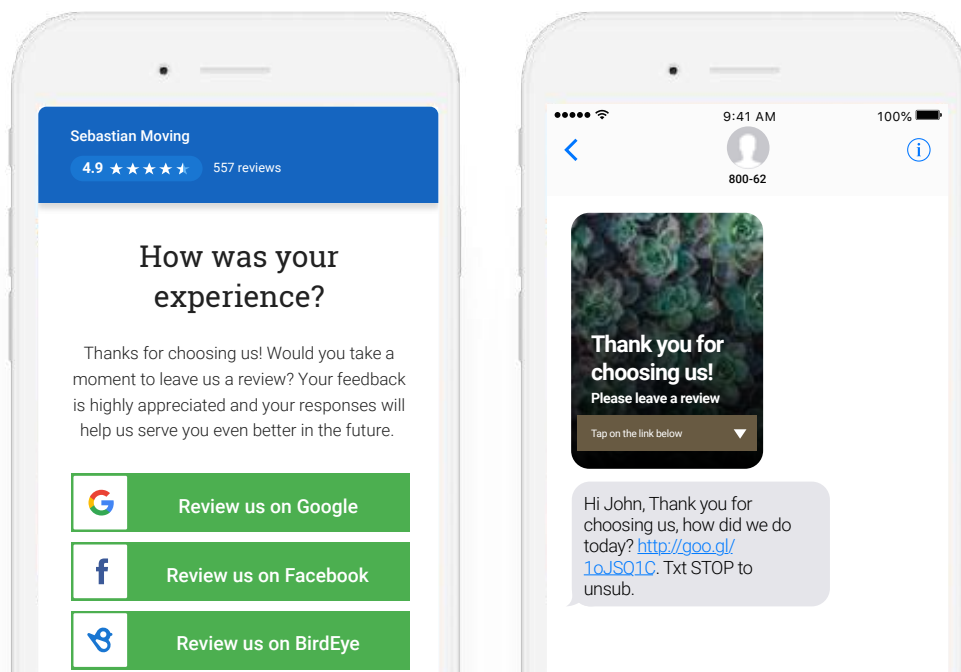 Sebastian Moving
4.9 ★★★★⯨ 557 reviews
How was your
experience?
Thanks for choosing us! Would you take a
moment to leave us a review? Your feedback
is highly appreciated and your responses will
help us serve you even better in the future.
G Review us on Google
f Review us on Facebook
Review us on BirdEye
9:41 AM 100%
800-62
Thank you for
choosing us!
Please leave a review
Tap on the link below
Hi John, Thank you for
choosing us, how did we do
today? http://goo.gl/
1oJSQ1C. Txt STOP to
unsub.